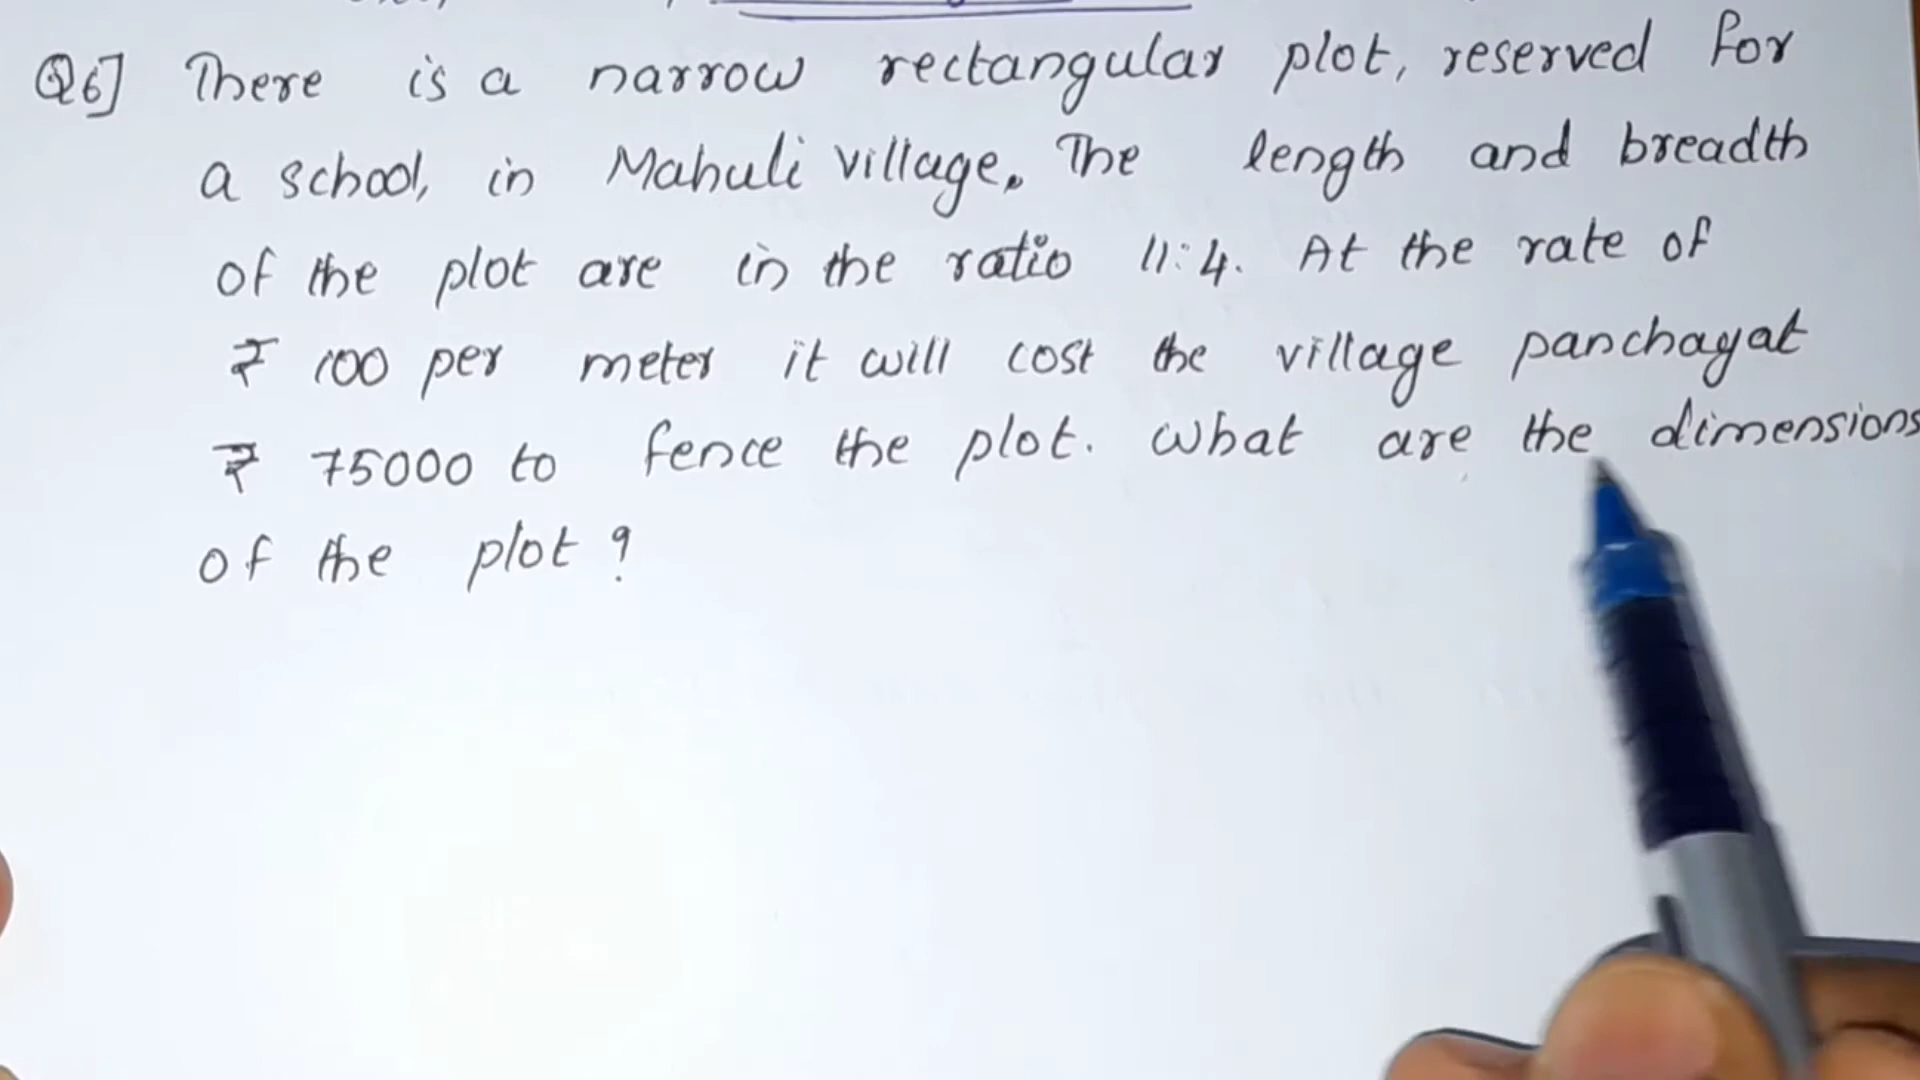 Q6] There is a narrow rectangular plot, reserved for
a school, in Mahuli village. The length and breadth
of the plot are in the ratio 11:4. At the rate of
₹ 100 per meter it will cost the village panchayat
₹ 75000 to fence the plot. What are the dimensions
of the plot ?